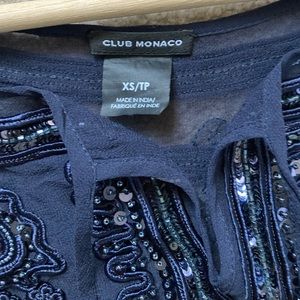 CLUB MONACO
XS/TP
MADE IN INDIA/
FABRIQUÉ EN INDE